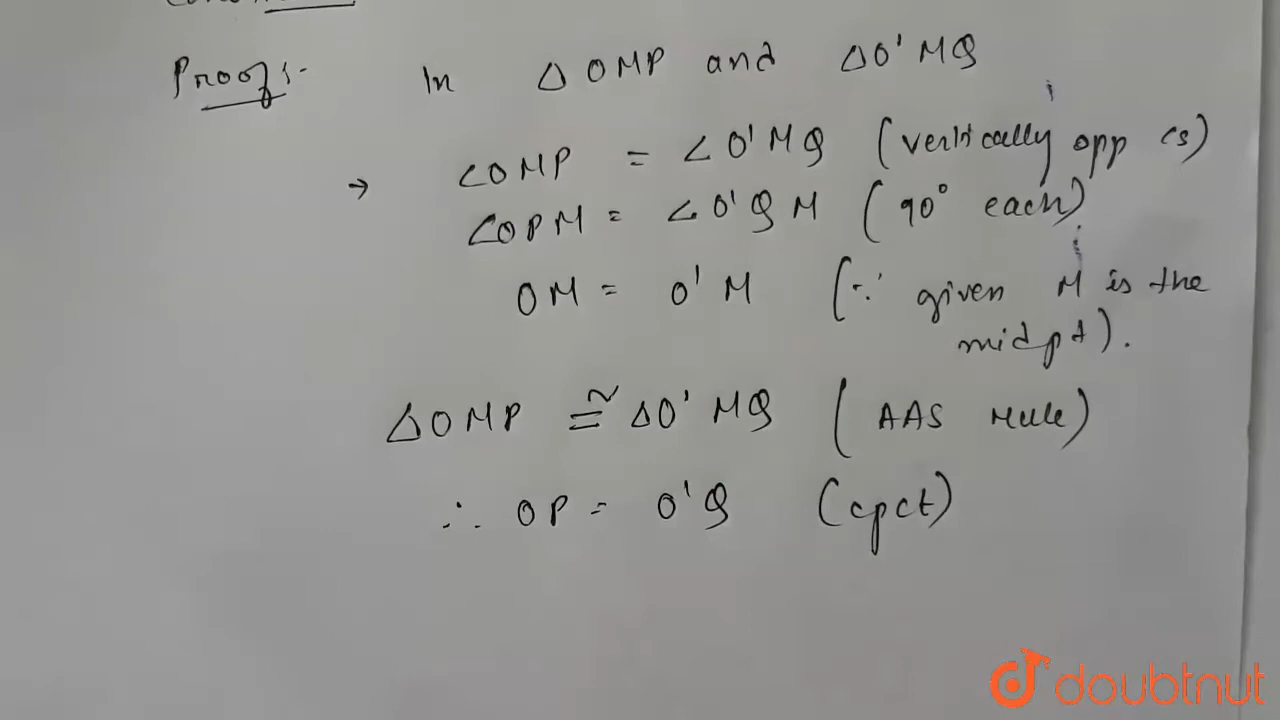 Proof :-
In △ OMP and △O'MQ
→ ∠OMP = ∠O'MQ (vertically opp ∠s)
∠OPM = ∠O'QM (90° each)
OM = O'M (∵ given M is the
midpt).
△OMP ≅ △O'MQ (AAS rule)
∴ OP = O'Q (cpct)
doubtnut